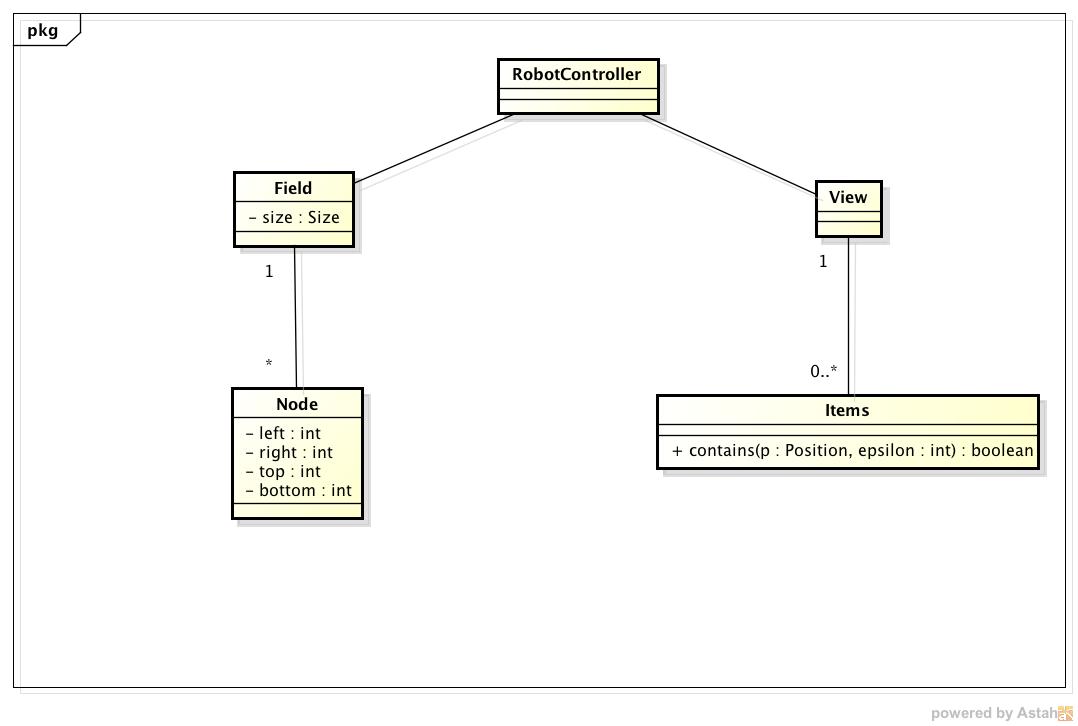 pkg
RobotController
Field
– size : Size
View
1
1
*
0..*
Node
– left : int
– right : int
– top : int
– bottom : int
Items
+ contains(p : Position, epsilon : int) : boolean
powered by Astah